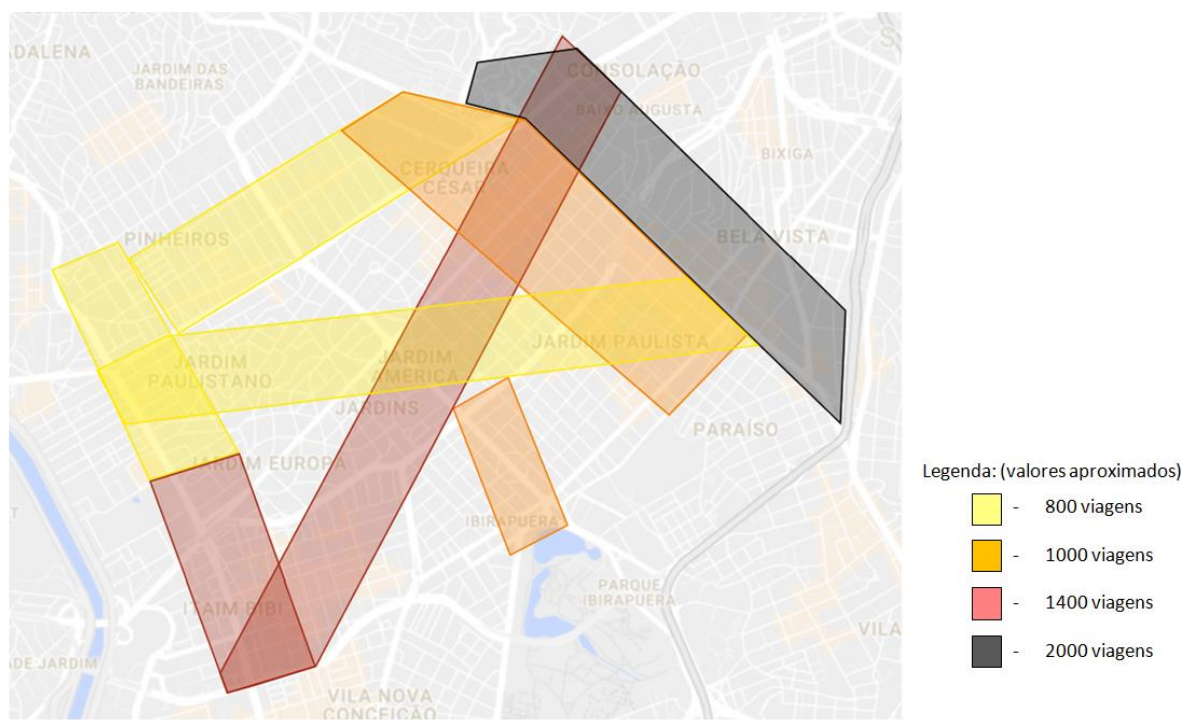 ADALENA
JARDIM DAS
BANDEIRAS
CONSOLAÇÃO
S
BAIXO AUGUSTA
BIXIGA
CERQUEIRA
CÉSAR
PINHEIROS
BELA VISTA
JARDIM
PAULISTANO
JARDIM
AMERICA
JARDIM PAULISTA
JARDINS
PARAÍSO
JARDIM EUROPA
IBIRAPUERA
PARQUE
IBIRAPUERA
ITAIM BIBI
VILA
DE JARDIM
VILA NOVA
CONCEIÇÃO
Legenda: (valores aproximados)
- 800 viagens
- 1000 viagens
- 1400 viagens
- 2000 viagens